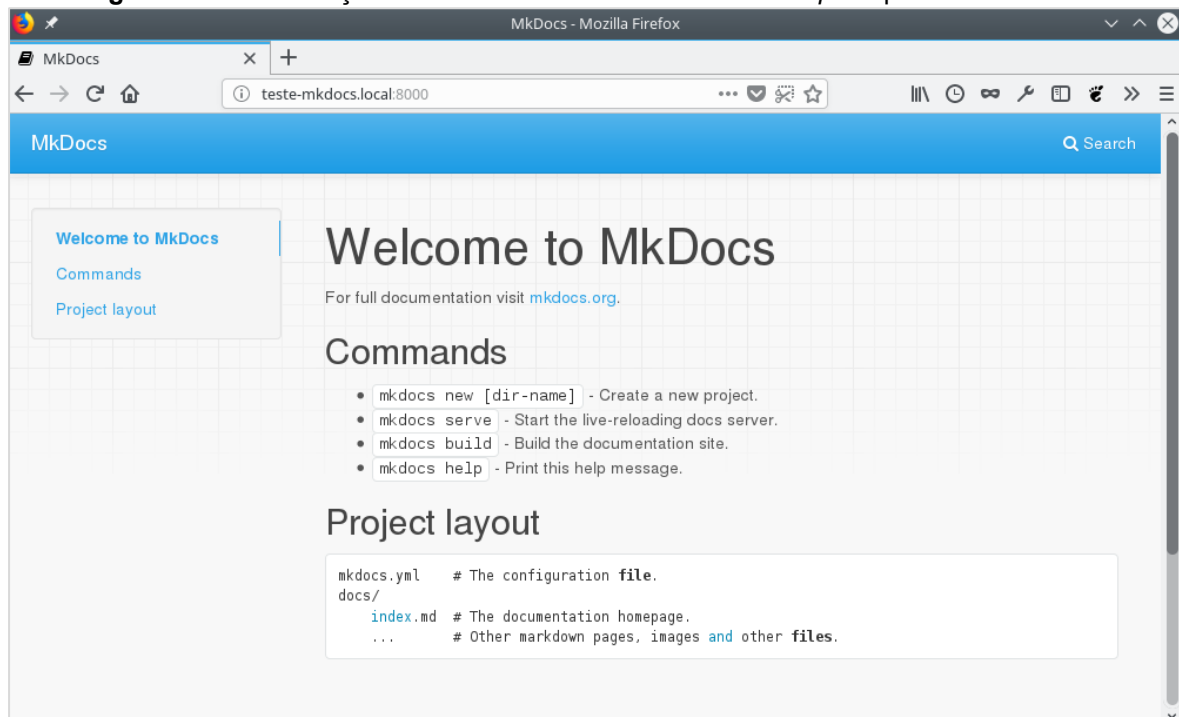 MkDocs - Mozilla Firefox
MkDocs
teste-mkdocs.local:8000
MkDocs
Search
Welcome to MkDocs
Commands
Project layout
Welcome to MkDocs
For full documentation visit mkdocs.org.
Commands
mkdocs new [dir-name] - Create a new project.
mkdocs serve - Start the live-reloading docs server.
mkdocs build - Build the documentation site.
mkdocs help - Print this help message.
Project layout
mkdocs.yml    # The configuration file.
docs/
    index.md  # The documentation homepage.
    ...       # Other markdown pages, images and other files.